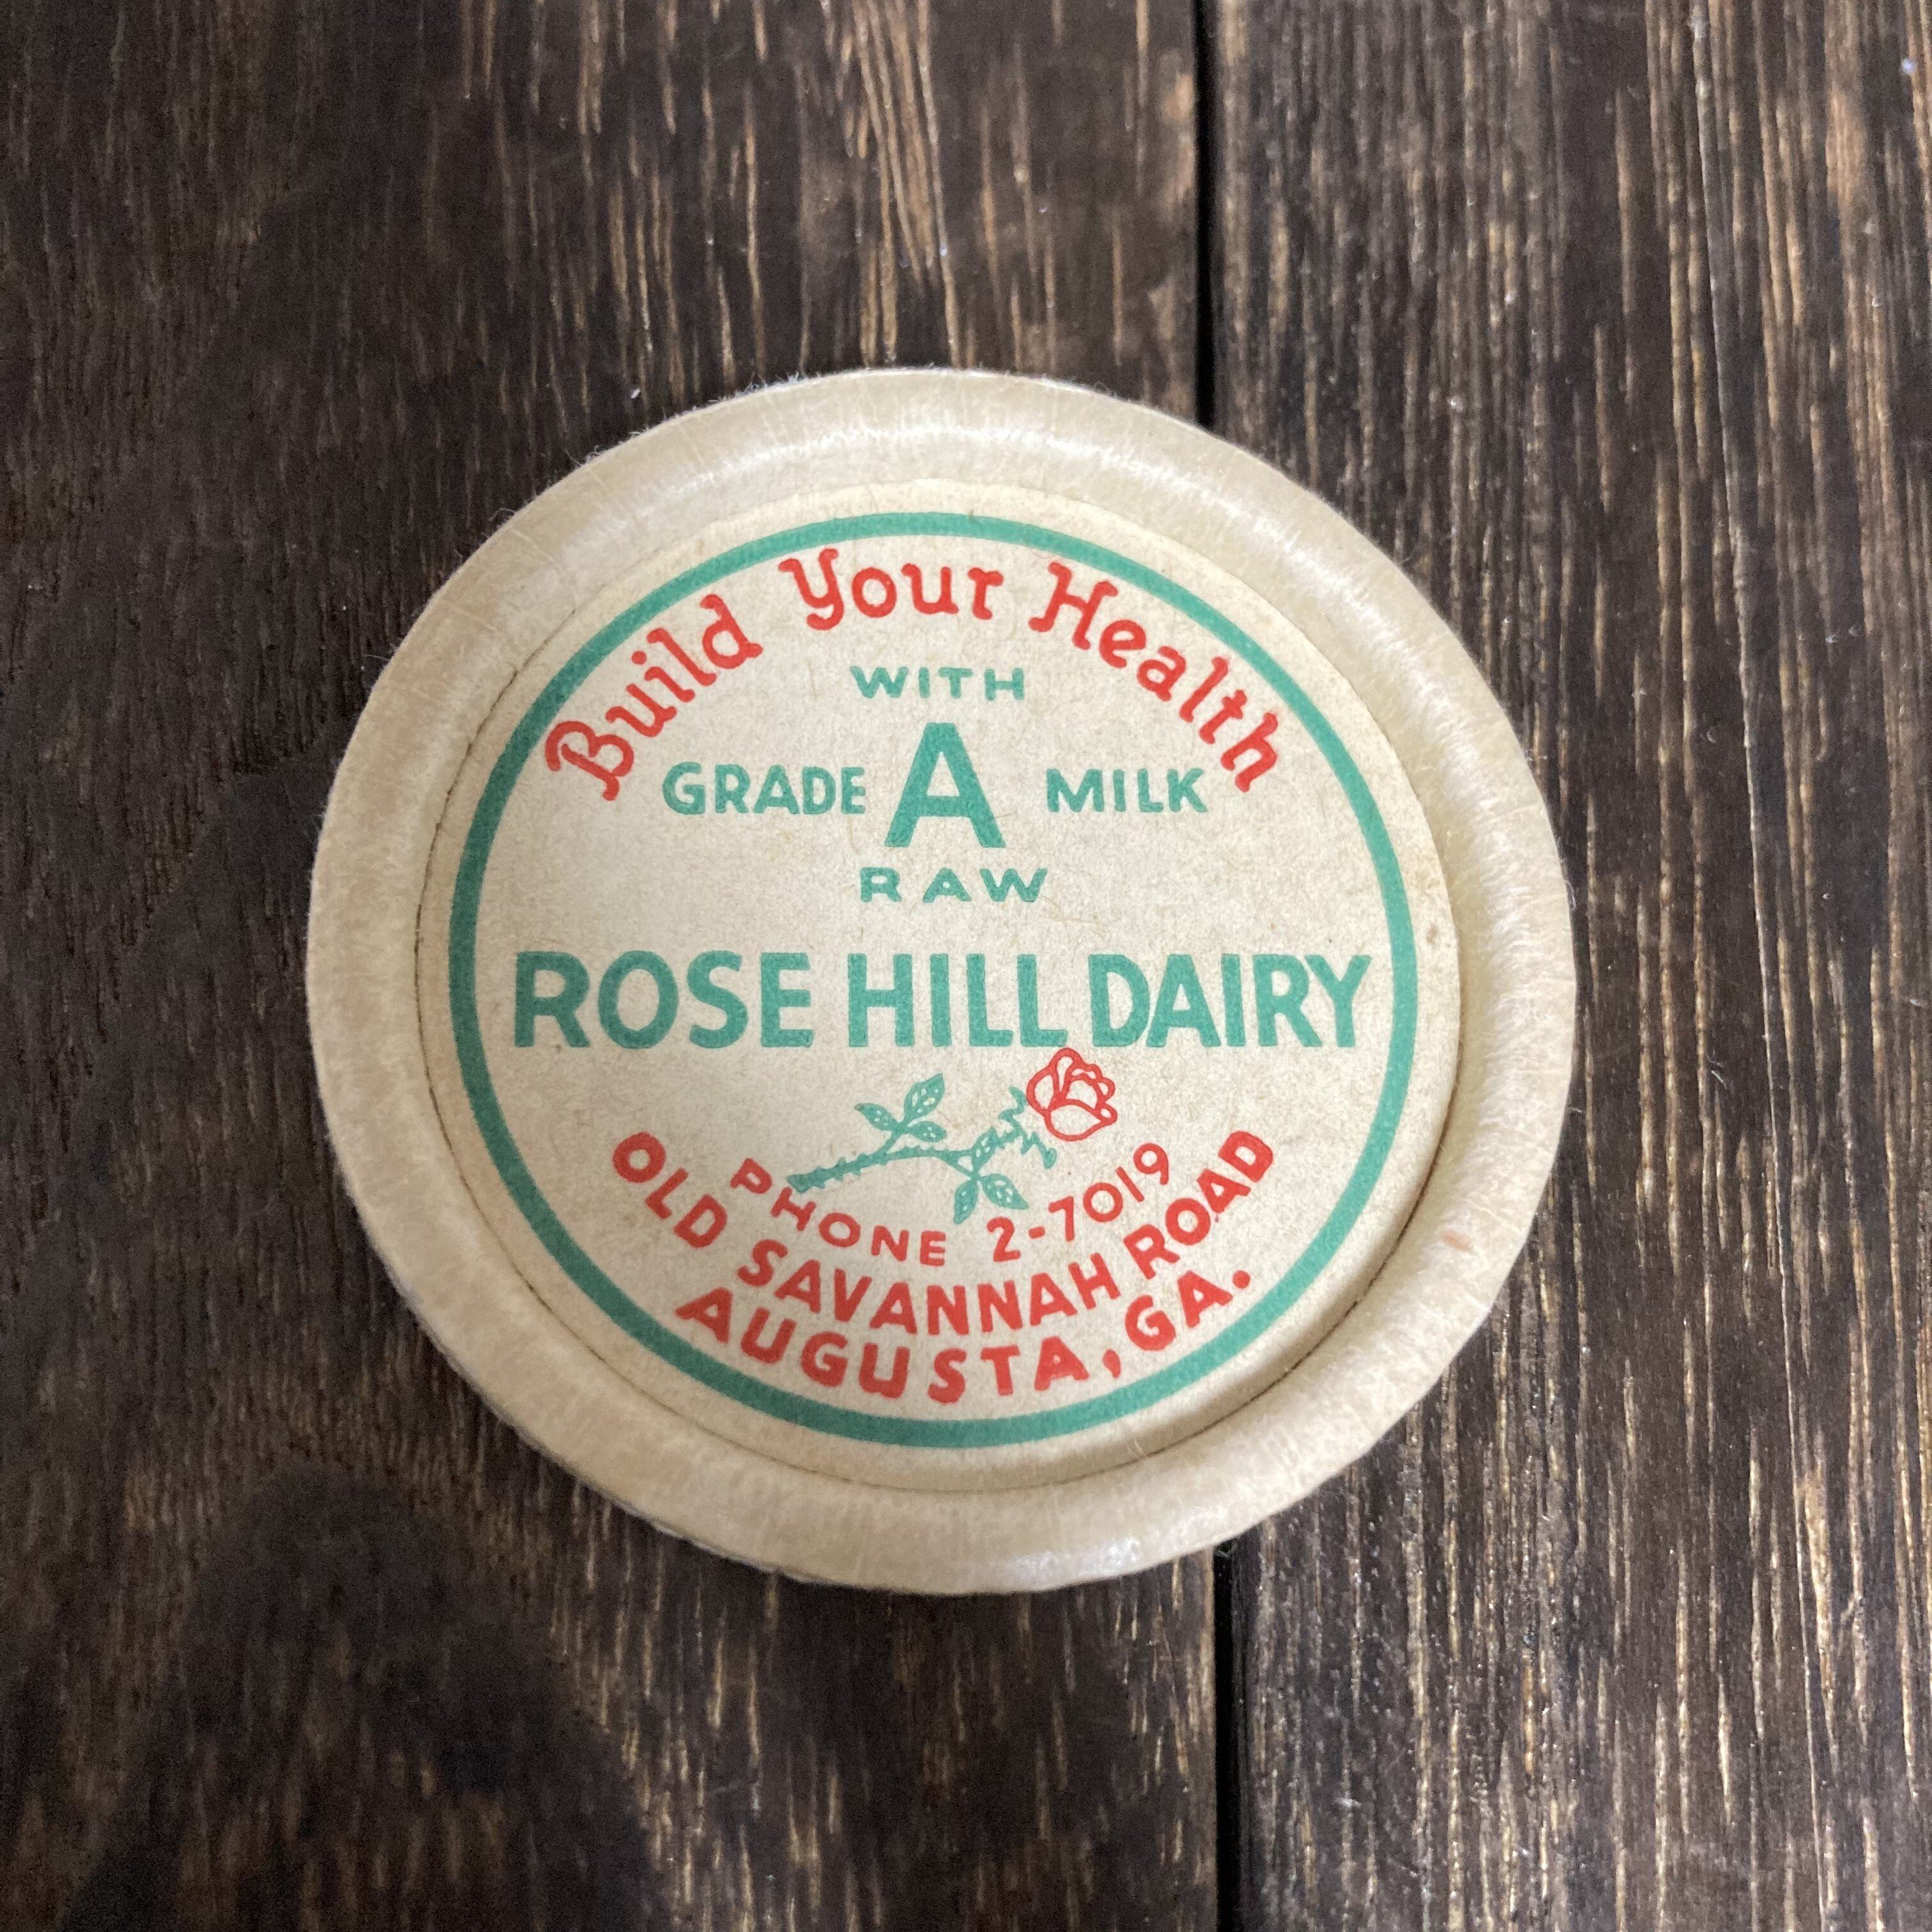 Build Your Health
WITH
GRADE A MILK
RAW
ROSE HILL DAIRY
PHONE 2-7019
OLD SAVANNAH ROAD
AUGUSTA, GA.